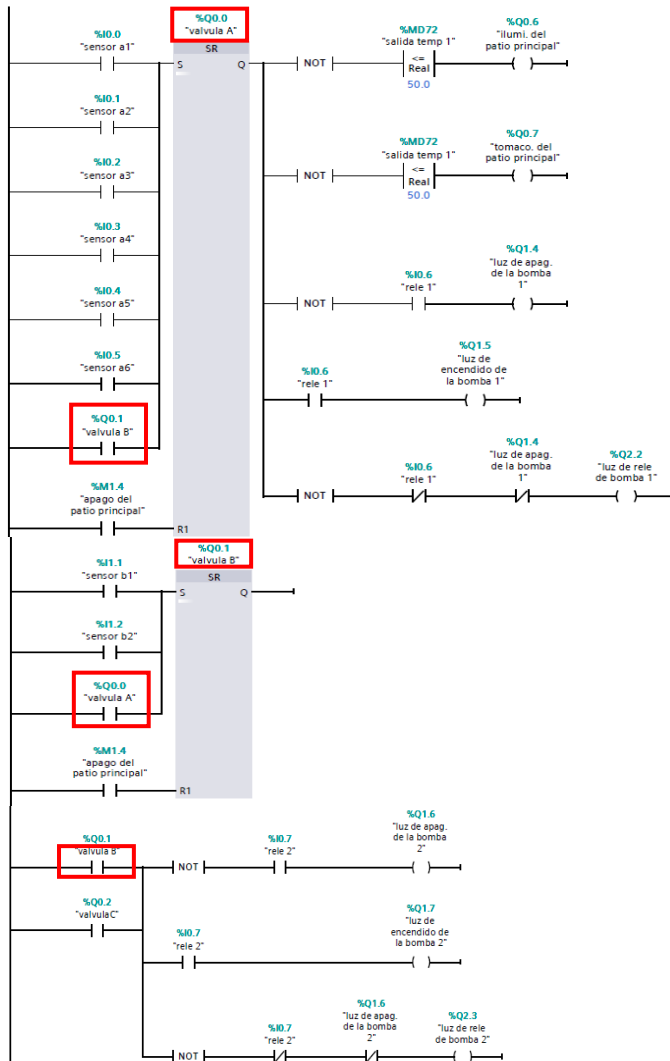 %Q0.0
"valvula A"
SR
S
Q
R1
%I0.0
"sensor a1"
%I0.1
"sensor a2"
%I0.2
"sensor a3"
%I0.3
"sensor a4"
%I0.4
"sensor a5"
%I0.5
"sensor a6"
%Q0.1
"valvula B"
%M1.4
"apago del
patio principal"
NOT
%MD72
"salida temp 1"
<=
Real
50.0
%Q0.6
"ilumi. del
patio principal"
NOT
%MD72
"salida temp 1"
<=
Real
50.0
%Q0.7
"tomaco. del
patio principal"
NOT
%I0.6
"rele 1"
%Q1.4
"luz de apag.
de la bomba
1"
%I0.6
"rele 1"
%Q1.5
"luz de
encendido de
la bomba 1"
NOT
%I0.6
"rele 1"
%Q1.4
"luz de apag.
de la bomba
1"
%Q2.2
"luz de rele
de bomba 1"
%Q0.1
"valvula B"
SR
S
Q
R1
%I1.1
"sensor b1"
%I1.2
"sensor b2"
%Q0.0
"valvula A"
%M1.4
"apago del
patio principal"
%Q0.1
"valvula B"
%Q0.2
"valvulaC"
NOT
%I0.7
"rele 2"
%Q1.6
"luz de apag.
de la bomba
2"
%I0.7
"rele 2"
%Q1.7
"luz de
encendido de
la bomba 2"
NOT
%I0.7
"rele 2"
%Q1.6
"luz de apag.
de la bomba
2"
%Q2.3
"luz de rele
de bomba 2"